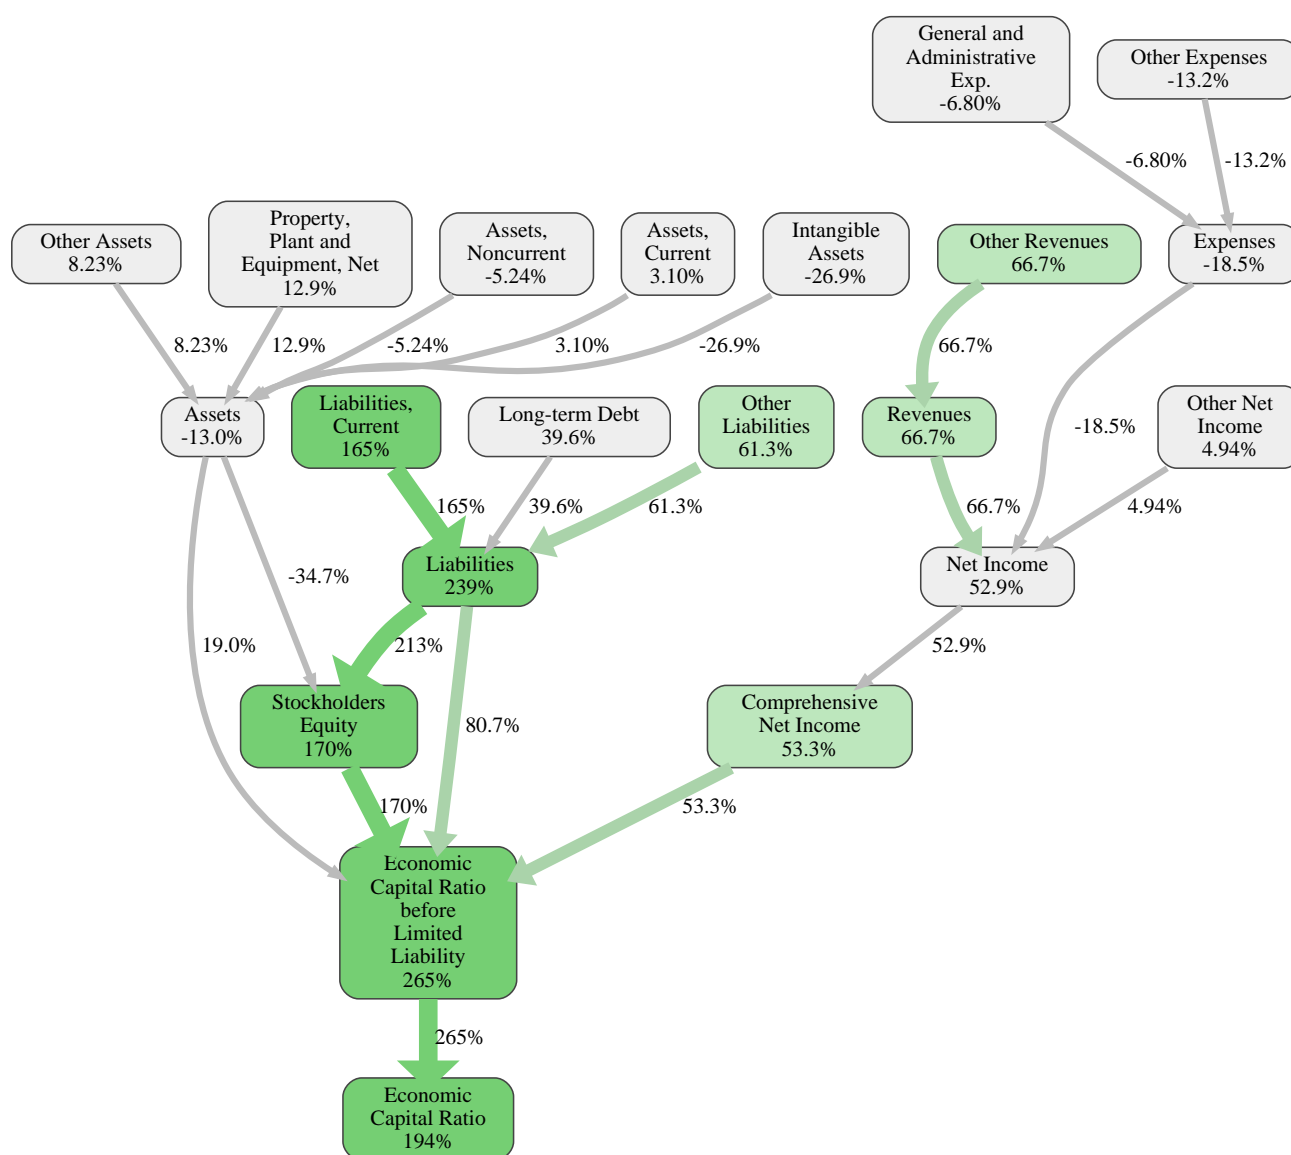 General and
Administrative
Exp.
-6.80%
Other Expenses
-13.2%
-6.80%
-13.2%
Other Assets
8.23%
Property,
Plant and
Equipment, Net
12.9%
Assets,
Noncurrent
-5.24%
Assets,
Current
3.10%
Intangible
Assets
-26.9%
Other Revenues
66.7%
Expenses
-18.5%
8.23%
12.9%
-5.24%
3.10%
-26.9%
66.7%
Assets
-13.0%
Liabilities,
Current
165%
Long-term Debt
39.6%
Other
Liabilities
61.3%
Revenues
66.7%
-18.5%
Other Net
Income
4.94%
165%
39.6%
61.3%
66.7%
4.94%
Liabilities
239%
Net Income
52.9%
-34.7%
19.0%
213%
52.9%
Stockholders
Equity
170%
80.7%
Comprehensive
Net Income
53.3%
170%
53.3%
Economic
Capital Ratio
before
Limited
Liability
265%
265%
Economic
Capital Ratio
194%